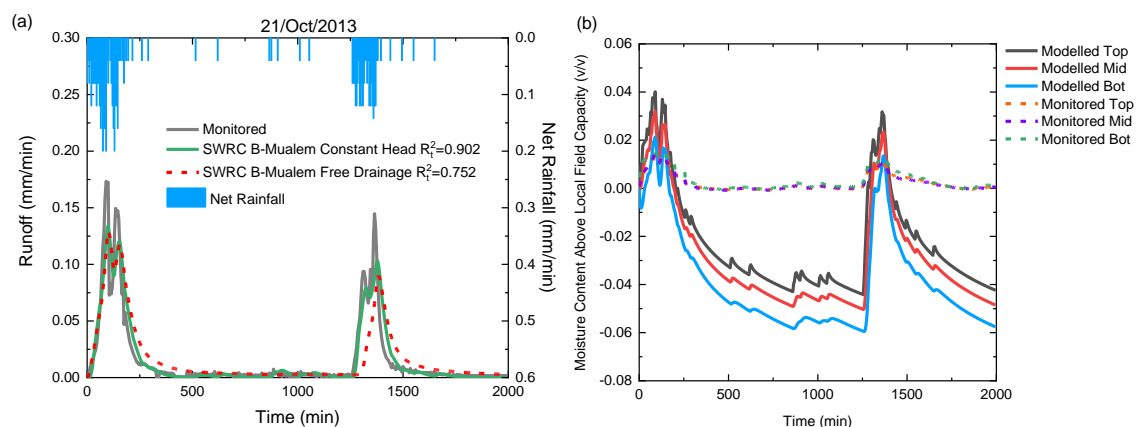 (a)
21/Oct/2013
0.30
0.25
0.20
0.15
0.10
0.05
0.00
Runoff (mm/min)
0.0
0.1
0.2
0.3
0.4
0.5
0.6
Net Rainfall (mm/min)
Monitored
SWRC B-Mualem Constant Head Rt²=0.902
SWRC B-Mualem Free Drainage Rt²=0.752
Net Rainfall
0 500 1000 1500 2000
Time (min)
(b)
0.06
0.04
0.02
0.00
-0.02
-0.04
-0.06
-0.08
Moisture Content Above Local Field Capacity (v/v)
Modelled Top
Modelled Mid
Modelled Bot
Monitored Top
Monitored Mid
Monitored Bot
0 500 1000 1500 2000
Time (min)